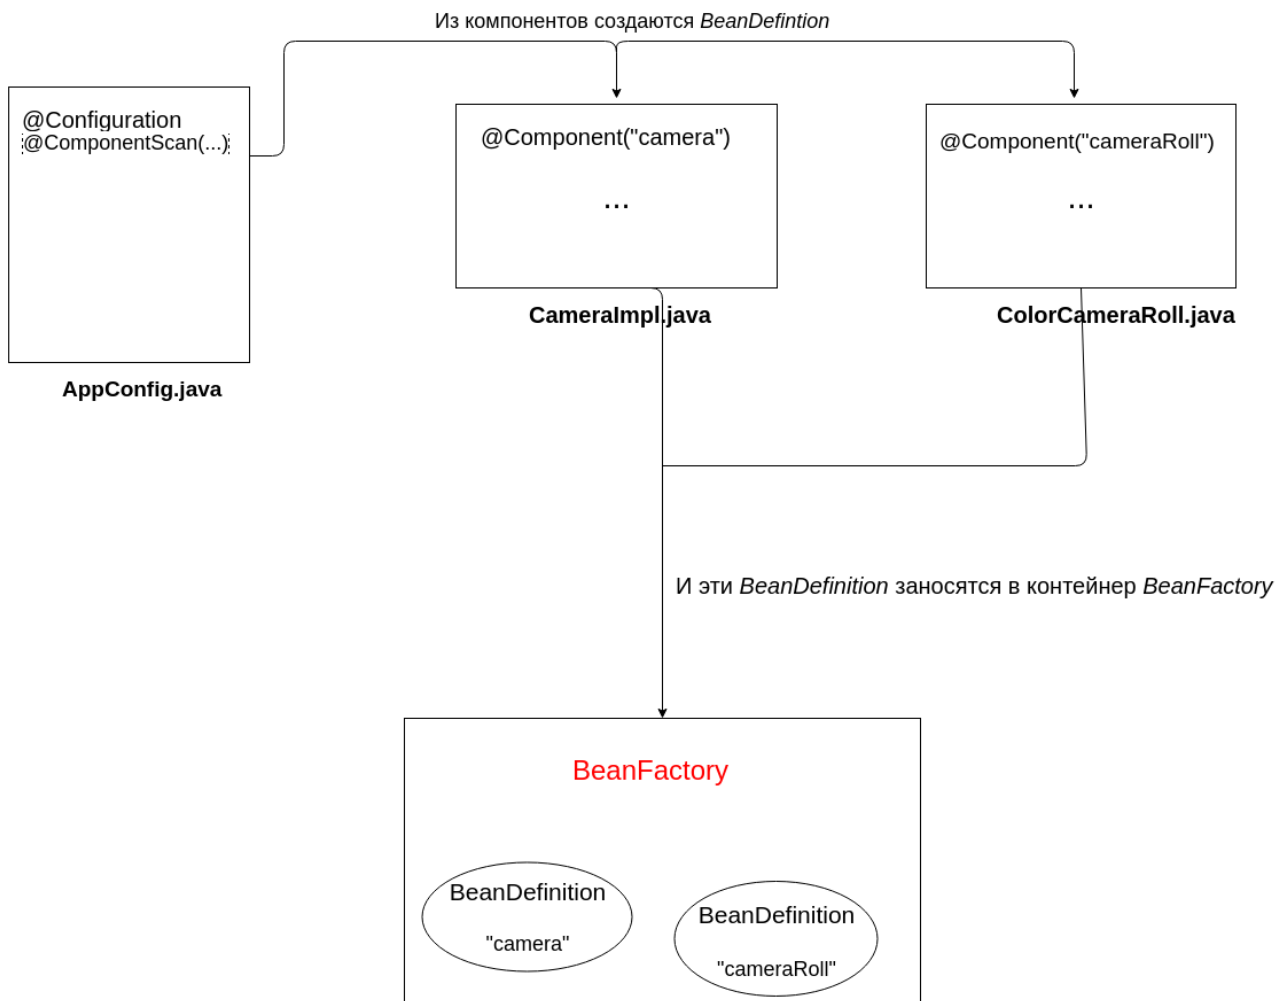 Из компонентов создаются BeanDefintion
@Configuration
@ComponentScan(...)
AppConfig.java
@Component("camera")
...
CameraImpl.java
@Component("cameraRoll")
...
ColorCameraRoll.java
И эти BeanDefinition заносятся в контейнер BeanFactory
BeanFactory
BeanDefinition
"camera"
BeanDefinition
"cameraRoll"